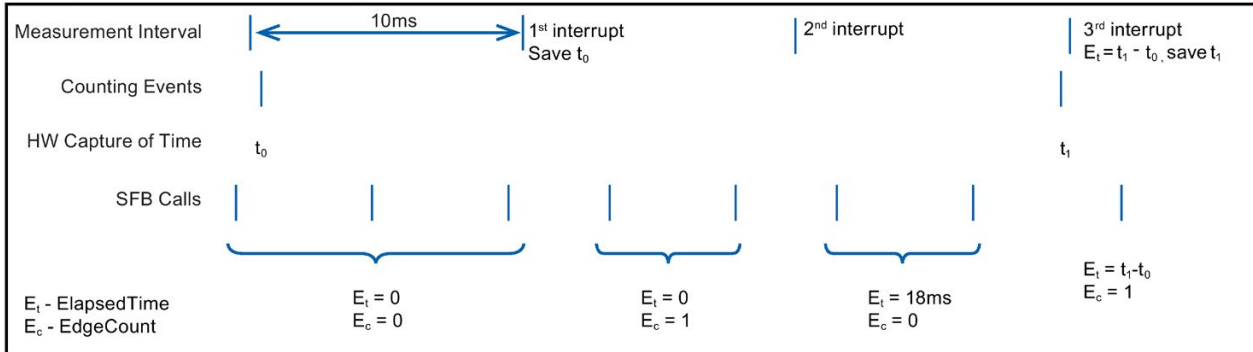 Measurement Interval
10ms
1st interrupt
Save t0
2nd interrupt
3rd interrupt
Et = t1 - t0, save t1
Counting Events
HW Capture of Time
t0
t1
SFB Calls
Et - ElapsedTime
Ec - EdgeCount
Et = 0
Ec = 0
Et = 0
Ec = 1
Et = 18ms
Ec = 0
Et = t1-t0
Ec = 1